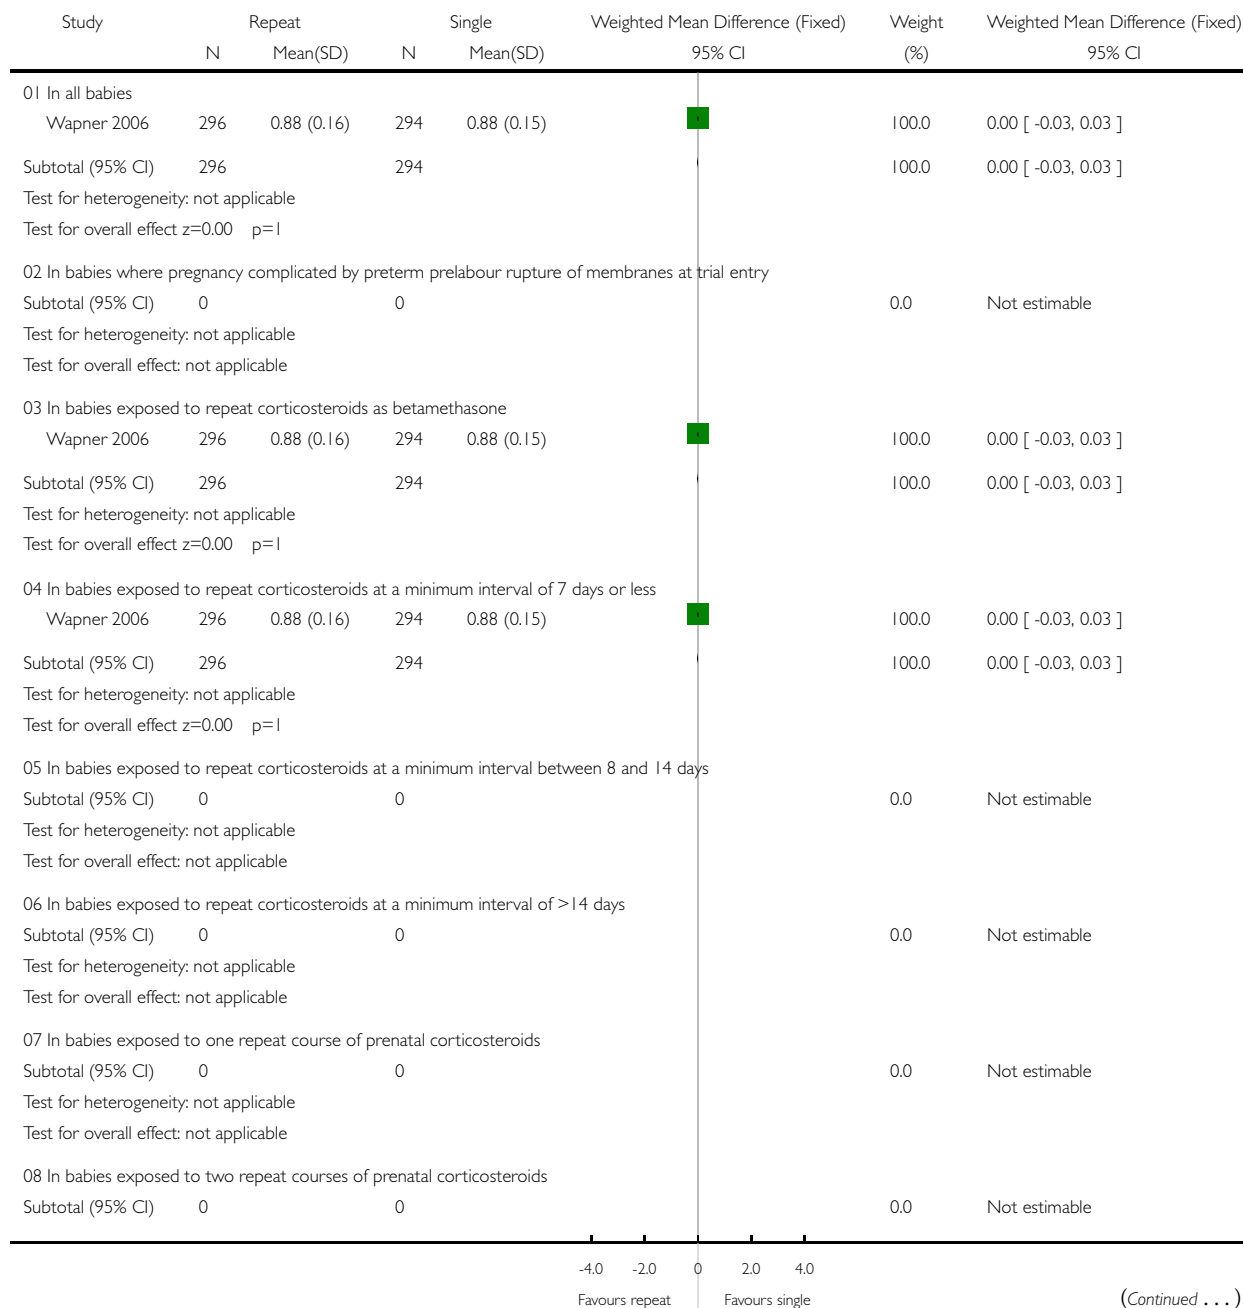 Study Repeat Single Weighted Mean Difference (Fixed) Weight Weighted Mean Difference (Fixed)
N Mean(SD) N Mean(SD) 95% CI (%) 95% CI
01 In all babies
Wapner 2006 296 0.88 (0.16) 294 0.88 (0.15) 100.0 0.00 [ -0.03, 0.03 ]
Subtotal (95% CI) 296 294 100.0 0.00 [ -0.03, 0.03 ]
Test for heterogeneity: not applicable
Test for overall effect z=0.00 p=1
02 In babies where pregnancy complicated by preterm prelabour rupture of membranes at trial entry
Subtotal (95% CI) 0 0 0.0 Not estimable
Test for heterogeneity: not applicable
Test for overall effect: not applicable
03 In babies exposed to repeat corticosteroids as betamethasone
Wapner 2006 296 0.88 (0.16) 294 0.88 (0.15) 100.0 0.00 [ -0.03, 0.03 ]
Subtotal (95% CI) 296 294 100.0 0.00 [ -0.03, 0.03 ]
Test for heterogeneity: not applicable
Test for overall effect z=0.00 p=1
04 In babies exposed to repeat corticosteroids at a minimum interval of 7 days or less
Wapner 2006 296 0.88 (0.16) 294 0.88 (0.15) 100.0 0.00 [ -0.03, 0.03 ]
Subtotal (95% CI) 296 294 100.0 0.00 [ -0.03, 0.03 ]
Test for heterogeneity: not applicable
Test for overall effect z=0.00 p=1
05 In babies exposed to repeat corticosteroids at a minimum interval between 8 and 14 days
Subtotal (95% CI) 0 0 0.0 Not estimable
Test for heterogeneity: not applicable
Test for overall effect: not applicable
06 In babies exposed to repeat corticosteroids at a minimum interval of >14 days
Subtotal (95% CI) 0 0 0.0 Not estimable
Test for heterogeneity: not applicable
Test for overall effect: not applicable
07 In babies exposed to one repeat course of prenatal corticosteroids
Subtotal (95% CI) 0 0 0.0 Not estimable
Test for heterogeneity: not applicable
Test for overall effect: not applicable
08 In babies exposed to two repeat courses of prenatal corticosteroids
Subtotal (95% CI) 0 0 0.0 Not estimable
-4.0 -2.0 0 2.0 4.0
Favours repeat Favours single (Continued . . . )